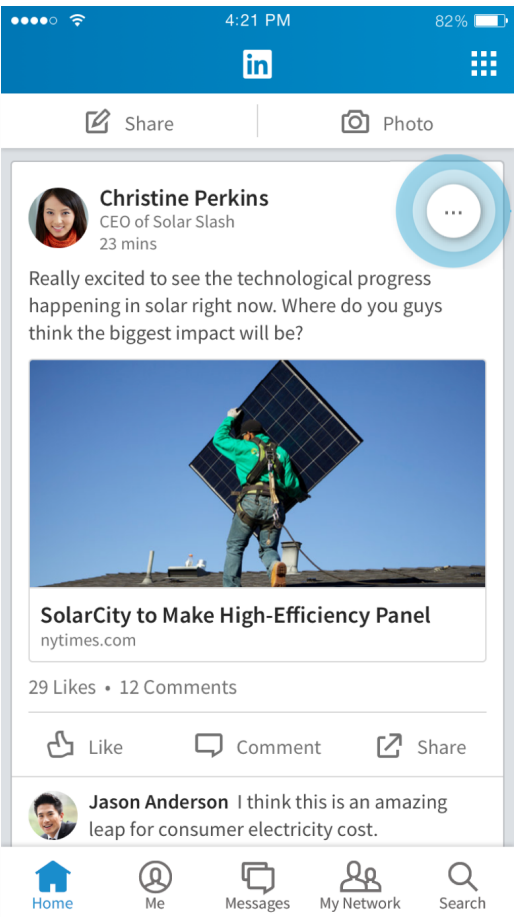 4:21 PM
82%
in
Share
Photo
Christine Perkins
CEO of Solar Slash
23 mins
...
Really excited to see the technological progress
happening in solar right now. Where do you guys
think the biggest impact will be?
SolarCity to Make High-Efficiency Panel
nytimes.com
29 Likes • 12 Comments
Like
Comment
Share
Jason Anderson I think this is an amazing
leap for consumer electricity cost.
Home
Me
Messages
My Network
Search